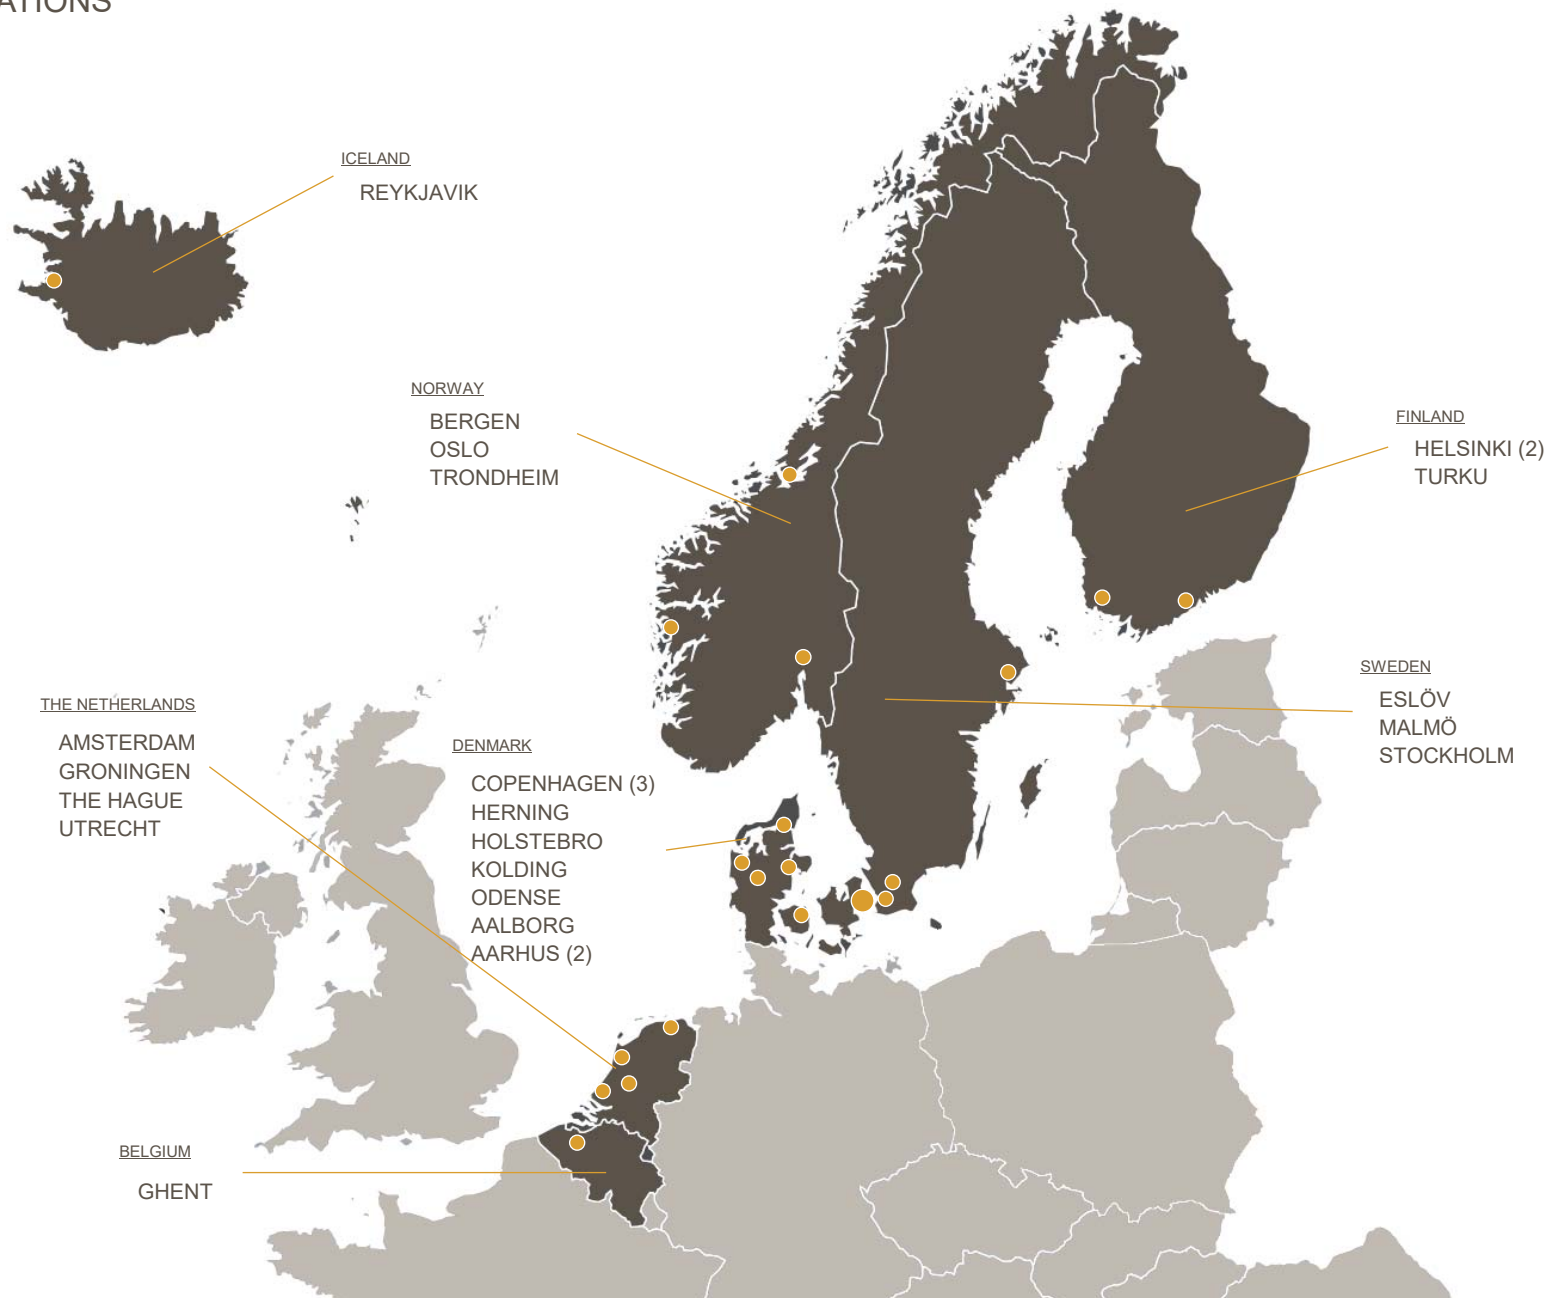 ICELAND
REYKJAVIK
NORWAY
BERGEN
OSLO
TRONDHEIM
FINLAND
HELSINKI (2)
TURKU
SWEDEN
ESLÖV
MALMÖ
STOCKHOLM
THE NETHERLANDS
AMSTERDAM
GRONINGEN
THE HAGUE
UTRECHT
DENMARK
COPENHAGEN (3)
HERNING
HOLSTEBRO
KOLDING
ODENSE
AALBORG
AARHUS (2)
BELGIUM
GHENT